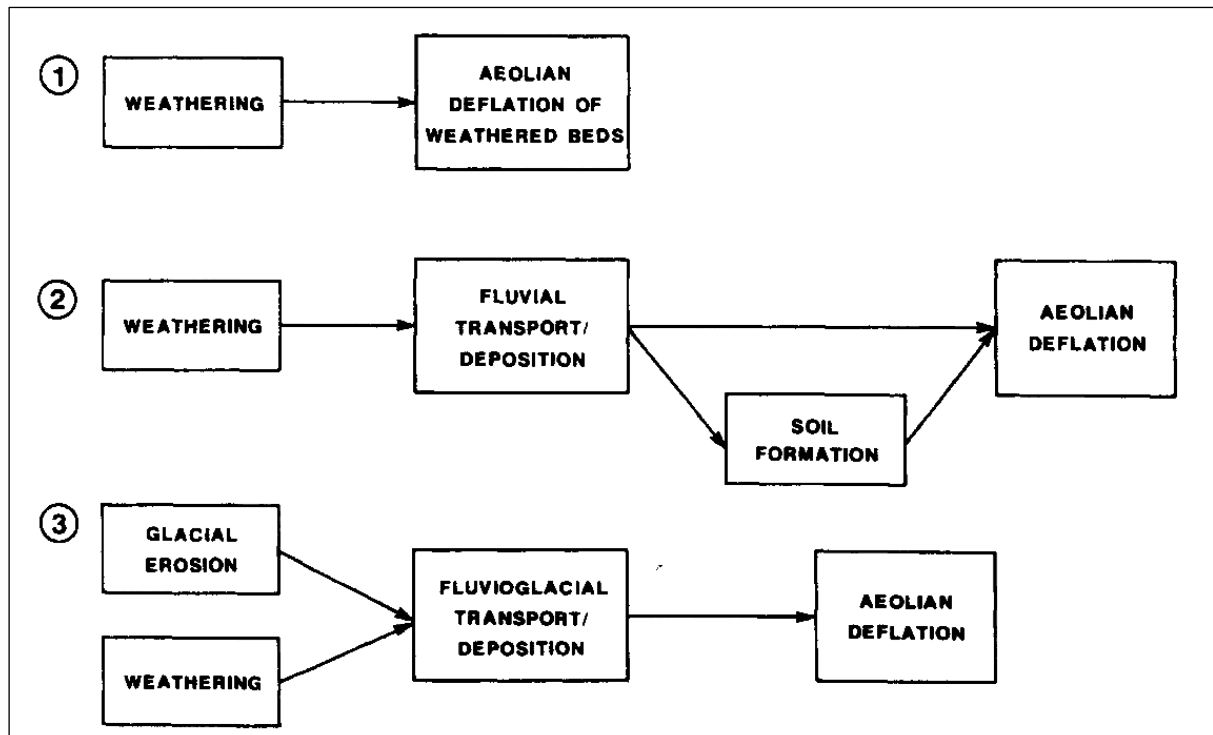 1
WEATHERING
AEOLIAN
DEFLATION OF
WEATHERED BEDS
2
WEATHERING
FLUVIAL
TRANSPORT/
DEPOSITION
SOIL
FORMATION
AEOLIAN
DEFLATION
3
GLACIAL
EROSION
WEATHERING
FLUVIOGLACIAL
TRANSPORT/
DEPOSITION
AEOLIAN
DEFLATION